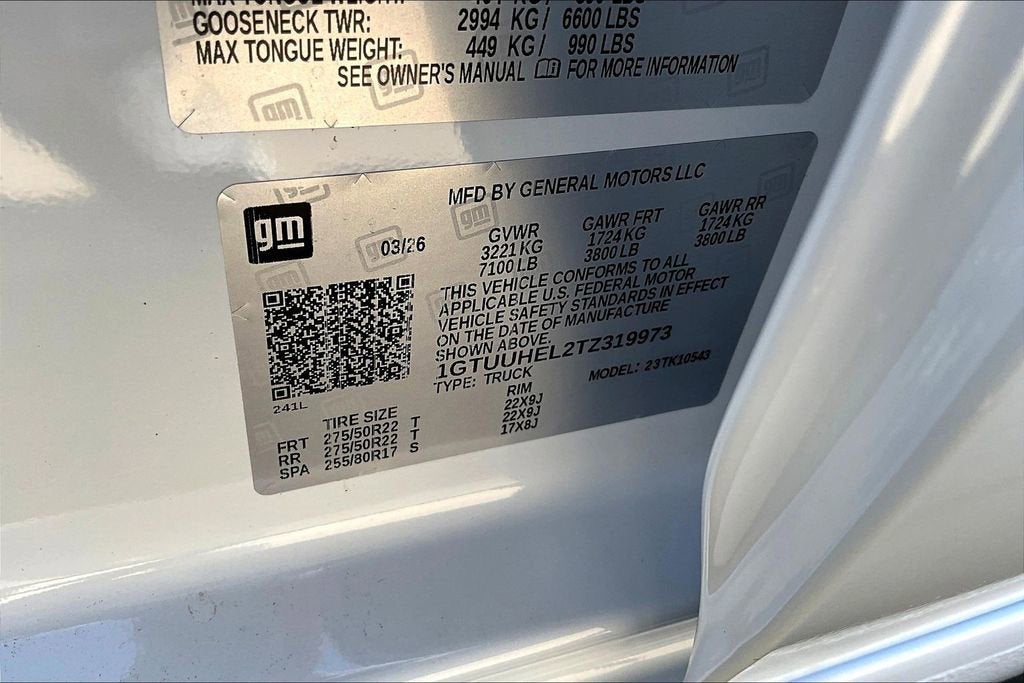 GOOSENECK TWR: 2994 KG/ 6600 LBS
MAX TONGUE WEIGHT: 449 KG/ 990 LBS
SEE OWNER'S MANUAL FOR MORE INFORMATION
gm
MFD BY GENERAL MOTORS LLC
gm
03/26
GVWR GAWR FRT GAWR RR
3221 KG 1724 KG 1724 KG
7100 LB 3800 LB 3800 LB
THIS VEHICLE CONFORMS TO ALL
APPLICABLE U.S. FEDERAL MOTOR
VEHICLE SAFETY STANDARDS IN EFFECT
ON THE DATE OF MANUFACTURE
SHOWN ABOVE.
1GTUUHEL2TZ319973
TYPE: TRUCK MODEL: 23TK10543
241L
TIRE SIZE RIM
FRT 275/50R22 T 22X9J
RR 275/50R22 T 22X9J
SPA 255/80R17 S 17X8J